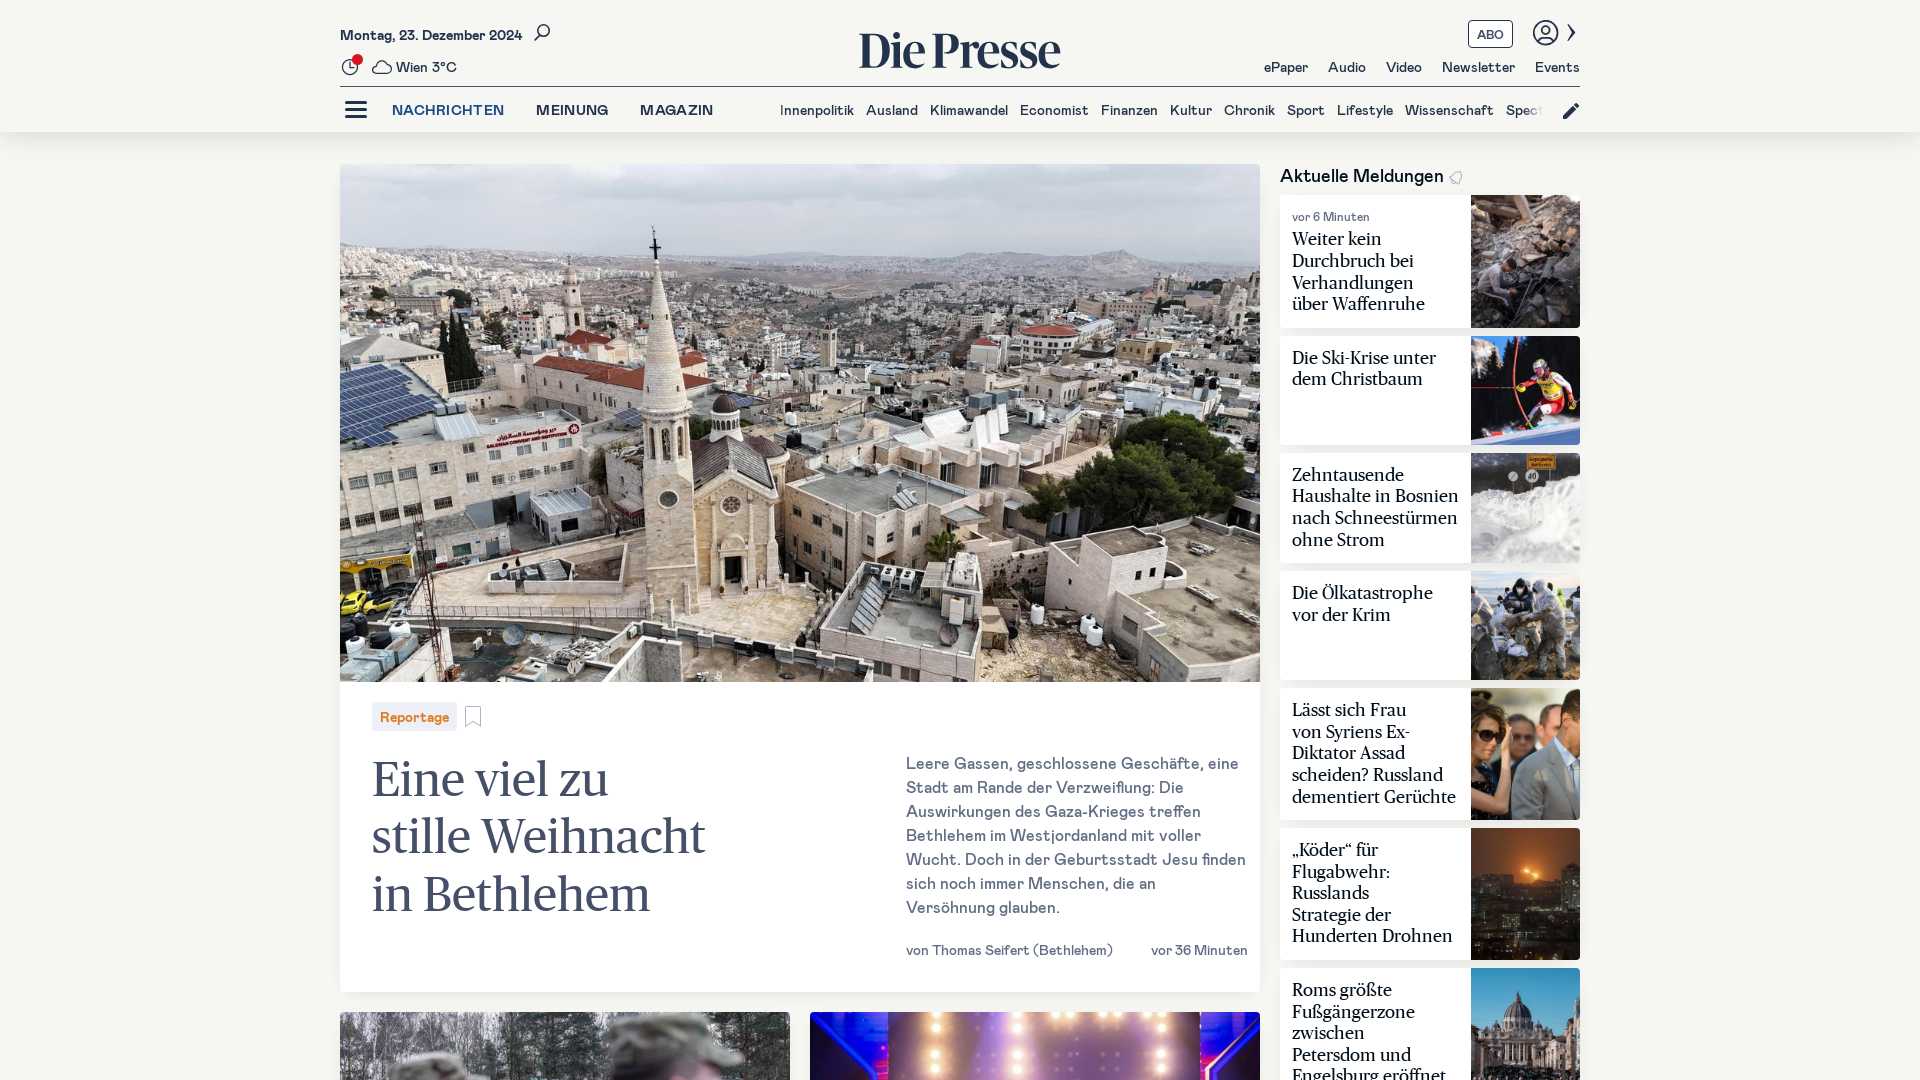 Montag, 23. Dezember 2024
Wien 3°C
Die Presse
ABO
ePaper Audio Video Newsletter Events
NACHRICHTEN MEINUNG MAGAZIN
Innenpolitik Ausland Klimawandel Economist Finanzen Kultur Chronik Sport Lifestyle Wissenschaft Spect
Reportage
Eine viel zu
stille Weihnacht
in Bethlehem
Leere Gassen, geschlossene Geschäfte, eine
Stadt am Rande der Verzweiflung: Die
Auswirkungen des Gaza-Krieges treffen
Bethlehem im Westjordanland mit voller
Wucht. Doch in der Geburtsstadt Jesu finden
sich noch immer Menschen, die an
Versöhnung glauben.
von Thomas Seifert (Bethlehem) vor 36 Minuten
Aktuelle Meldungen
vor 6 Minuten
Weiter kein
Durchbruch bei
Verhandlungen
über Waffenruhe
Die Ski-Krise unter
dem Christbaum
Zehntausende
Haushalte in Bosnien
nach Schneestürmen
ohne Strom
Die Ölkatastrophe
vor der Krim
Lässt sich Frau
von Syriens Ex-
Diktator Assad
scheiden? Russland
dementiert Gerüchte
„Köder“ für
Flugabwehr:
Russlands
Strategie der
Hunderten Drohnen
Roms größte
Fußgängerzone
zwischen
Petersdom und
Engelsburg eröffnet